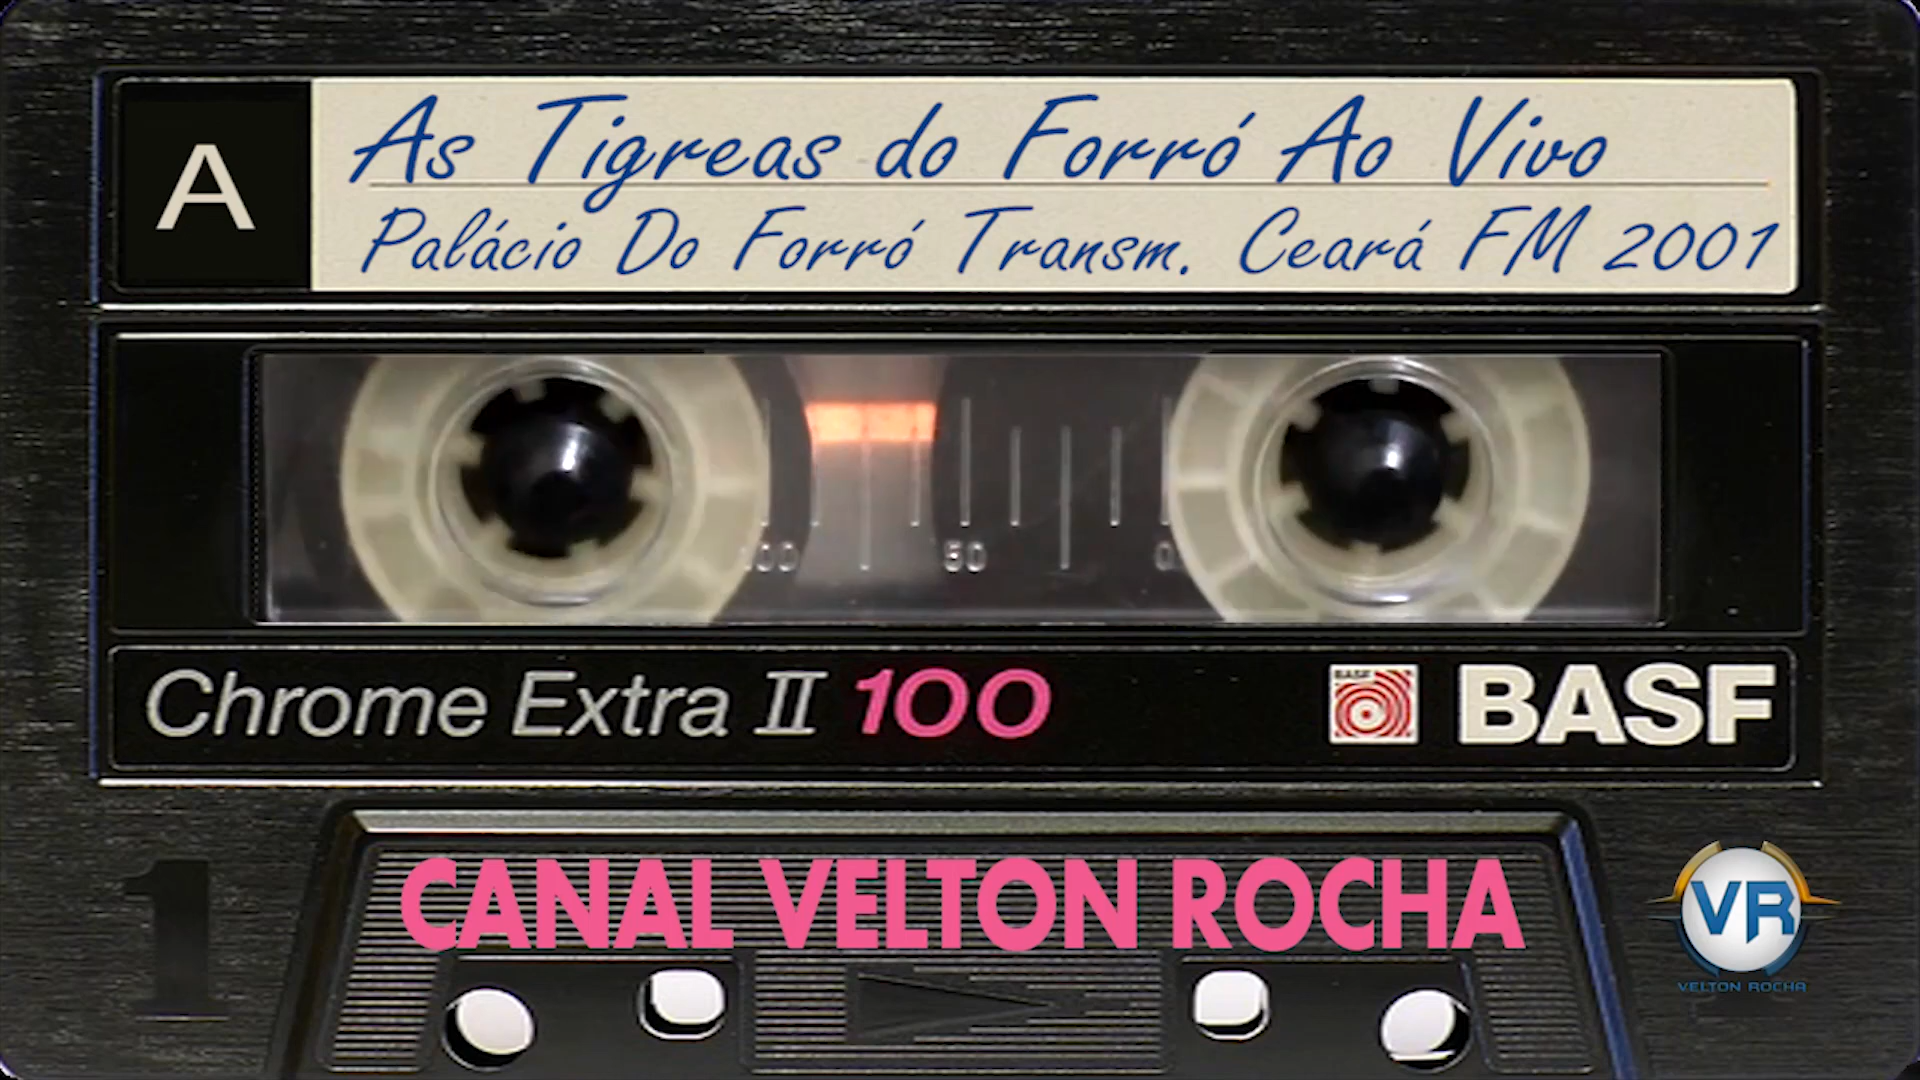 A
As Tigreas do Forró Ao Vivo
Palácio Do Forró Transm. Ceará FM 2001
100 50 0
Chrome Extra II 100
BASF BASF
CANAL VELTON ROCHA
1
VR
VELTON ROCHA